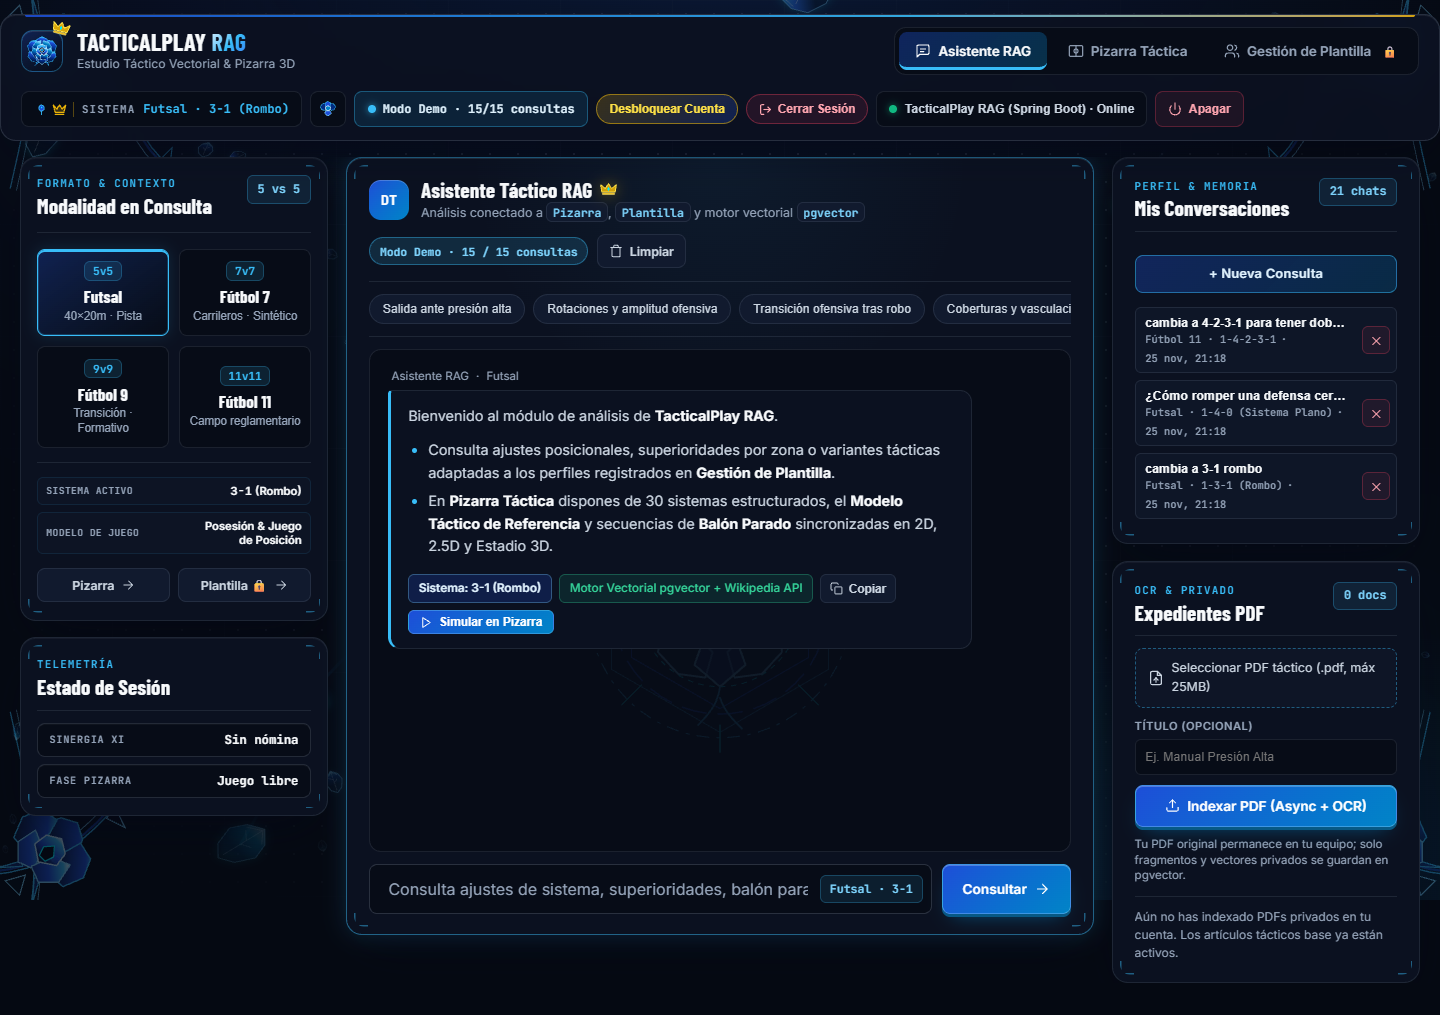 TACTICALPLAY RAG
Estudio Táctico Vectorial & Pizarra 3D
Asistente RAG
Pizarra Táctica
Gestión de Plantilla
SISTEMA Futsal · 3-1 (Rombo)
Modo Demo · 15/15 consultas
Desbloquear Cuenta
Cerrar Sesión
TacticalPlay RAG (Spring Boot) · Online
Apagar
FORMATO & CONTEXTO
Modalidad en Consulta
5 vs 5
5v5
Futsal
40×20m · Pista
7v7
Fútbol 7
Carrileros · Sintético
9v9
Fútbol 9
Transición ·
Formativo
11v11
Fútbol 11
Campo reglamentario
SISTEMA ACTIVO
3-1 (Rombo)
MODELO DE JUEGO
Posesión & Juego
de Posición
Pizarra
Plantilla
TELEMETRÍA
Estado de Sesión
SINERGIA XI
Sin nómina
FASE PIZARRA
Juego libre
DT
Asistente Táctico RAG
Análisis conectado a Pizarra , Plantilla y motor vectorial pgvector
Modo Demo · 15 / 15 consultas
Limpiar
Salida ante presión alta
Rotaciones y amplitud ofensiva
Transición ofensiva tras robo
Coberturas y vasculaci
Asistente RAG · Futsal
Bienvenido al módulo de análisis de TacticalPlay RAG.
Consulta ajustes posicionales, superioridades por zona o variantes tácticas
adaptadas a los perfiles registrados en Gestión de Plantilla.
En Pizarra Táctica dispones de 30 sistemas estructurados, el Modelo
Táctico de Referencia y secuencias de Balón Parado sincronizadas en 2D,
2.5D y Estadio 3D.
Sistema: 3-1 (Rombo)
Motor Vectorial pgvector + Wikipedia API
Copiar
Simular en Pizarra
Consulta ajustes de sistema, superioridades, balón para
Futsal · 3-1
Consultar
PERFIL & MEMORIA
Mis Conversaciones
21 chats
+ Nueva Consulta
cambia a 4-2-3-1 para tener dob...
Fútbol 11 · 1-4-2-3-1 ·
25 nov, 21:18
¿Cómo romper una defensa cer...
Futsal · 1-4-0 (Sistema Plano) ·
25 nov, 21:18
cambia a 3-1 rombo
Futsal · 1-3-1 (Rombo) ·
25 nov, 21:18
OCR & PRIVADO
Expedientes PDF
0 docs
Seleccionar PDF táctico (.pdf, máx
25MB)
TÍTULO (OPCIONAL)
Ej. Manual Presión Alta
Indexar PDF (Async + OCR)
Tu PDF original permanece en tu equipo; solo
fragmentos y vectores privados se guardan en
pgvector.
Aún no has indexado PDFs privados en tu
cuenta. Los artículos tácticos base ya están
activos.